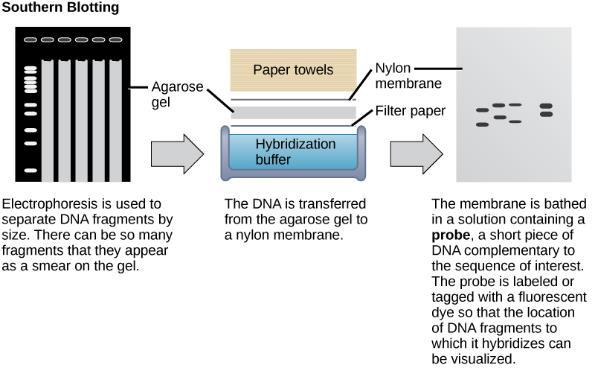 Southern Blotting
Agarose
gel
Paper towels
Nylon
membrane
Filter paper
Hybridization
buffer
Electrophoresis is used to
separate DNA fragments by
size. There can be so many
fragments that they appear
as a smear on the gel.
The DNA is transferred
from the agarose gel to
a nylon membrane.
The membrane is bathed
in a solution containing a
probe, a short piece of
DNA complementary to
the sequence of interest.
The probe is labeled or
tagged with a fluorescent
dye so that the location
of DNA fragments to
which it hybridizes can
be visualized.